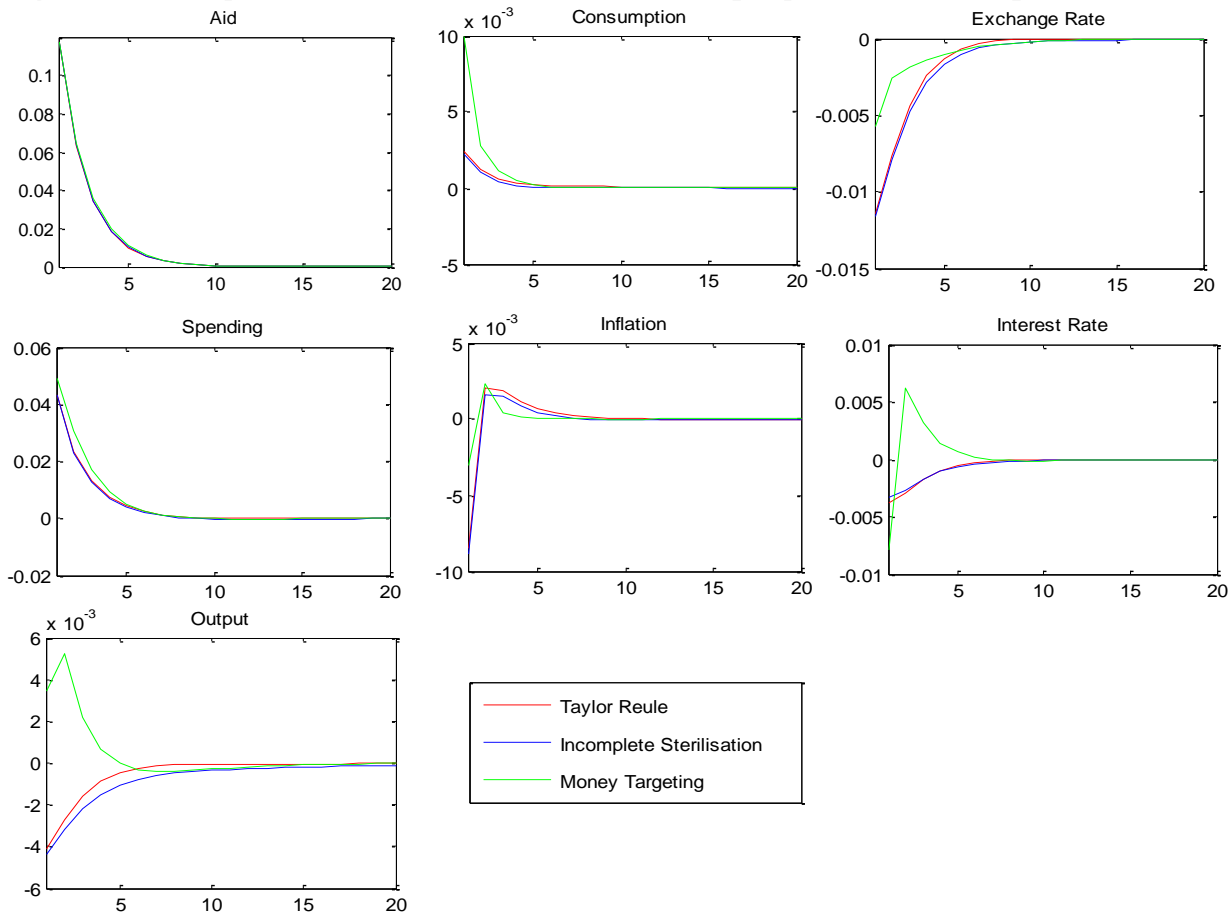 Aid
0.1
0.08
0.06
0.04
0.02
0
5 10 15 20
Consumption
x 10-3
10
5
0
-5
5 10 15 20
Exchange Rate
0
-0.005
-0.01
-0.015
5 10 15 20
Spending
0.06
0.04
0.02
0
-0.02
5 10 15 20
Inflation
x 10-3
5
0
-5
-10
5 10 15 20
Interest Rate
0.01
0.005
0
-0.005
-0.01
5 10 15 20
Output
x 10-3
6
4
2
0
-2
-4
-6
5 10 15 20
Taylor Reule
Incomplete Sterilisation
Money Targeting